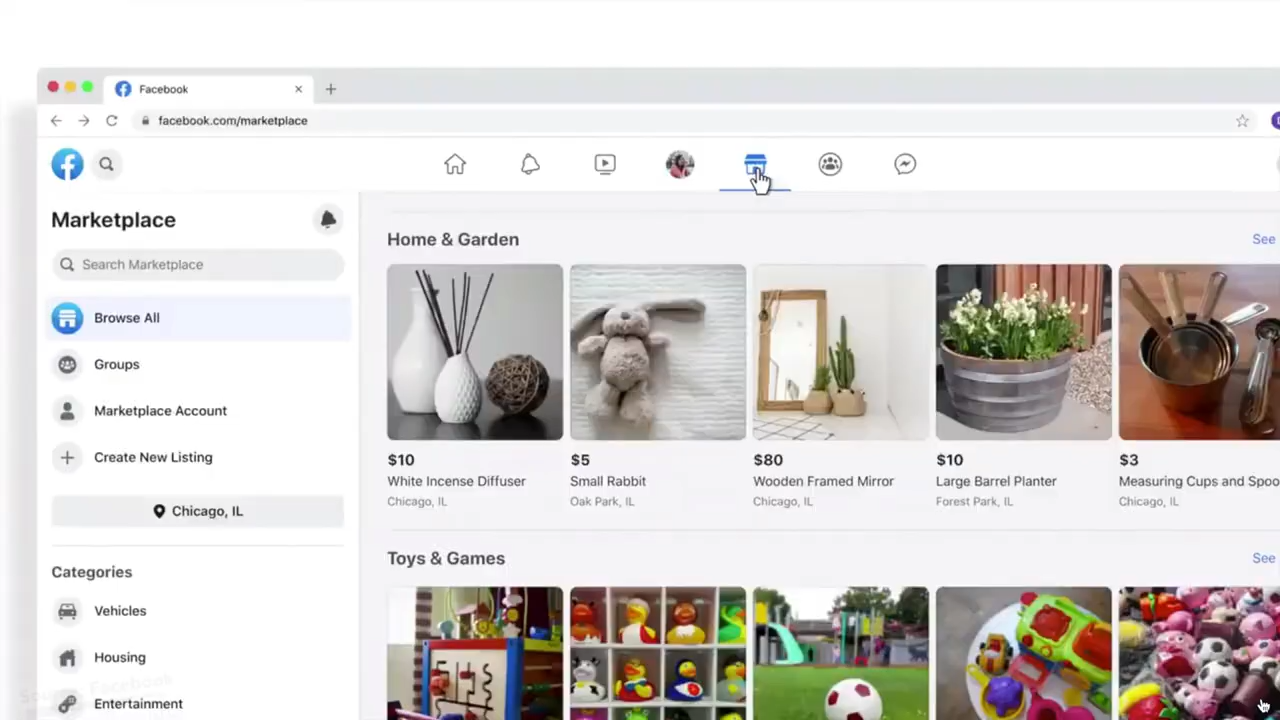 Facebook
facebook.com/marketplace
Marketplace
Search Marketplace
Browse All
Groups
Marketplace Account
Create New Listing
Chicago, IL
Categories
Vehicles
Housing
Entertainment
Source: Facebook
Home & Garden
See
$10
White Incense Diffuser
Chicago, IL
$5
Small Rabbit
Oak Park, IL
$80
Wooden Framed Mirror
Chicago, IL
$10
Large Barrel Planter
Forest Park, IL
$3
Measuring Cups and Spoo
Chicago, IL
Toys & Games
See